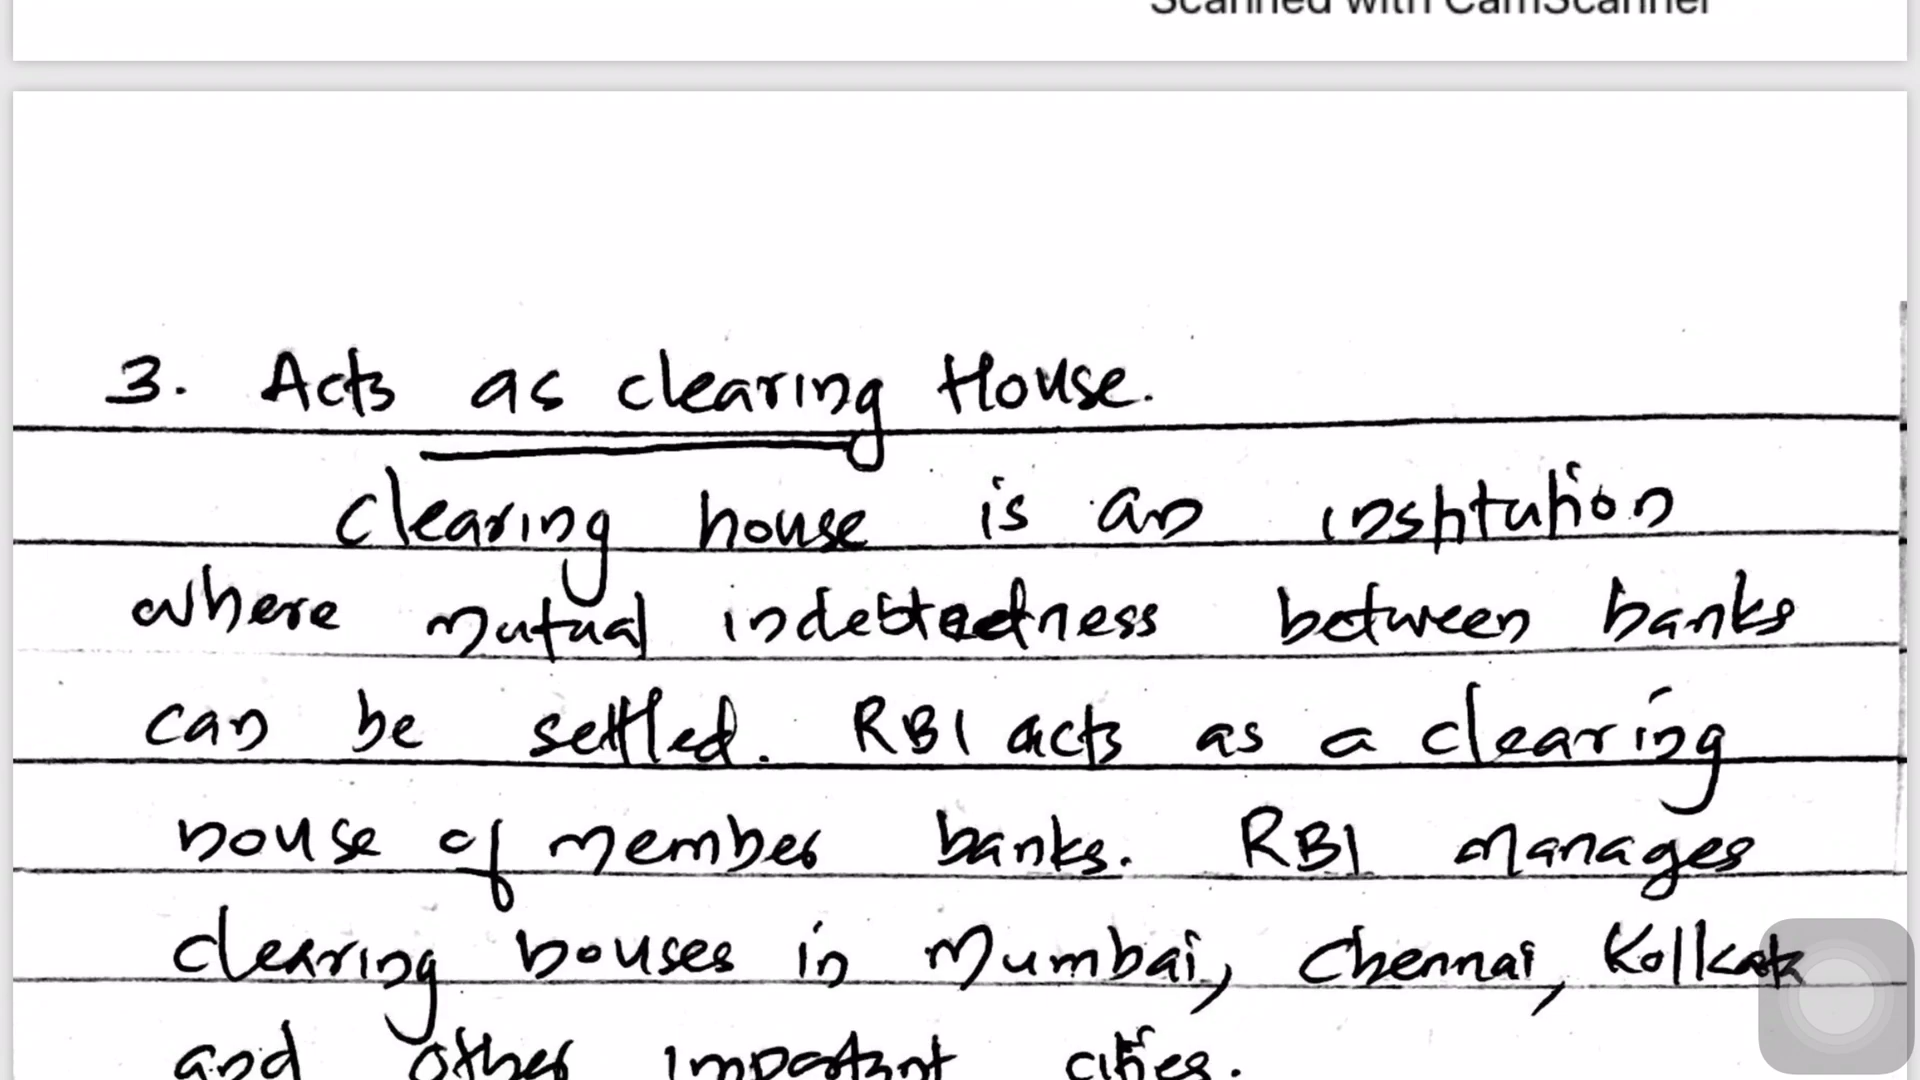 Scanned with CamScanner
3. Acts as clearing House.
Clearing house is an institution
where mutual indebtedness between banks
can be settled. RBI acts as a clearing
house of member banks. RBI manages
clearing houses in Mumbai, Chennai, Kolkata
and other important cities.